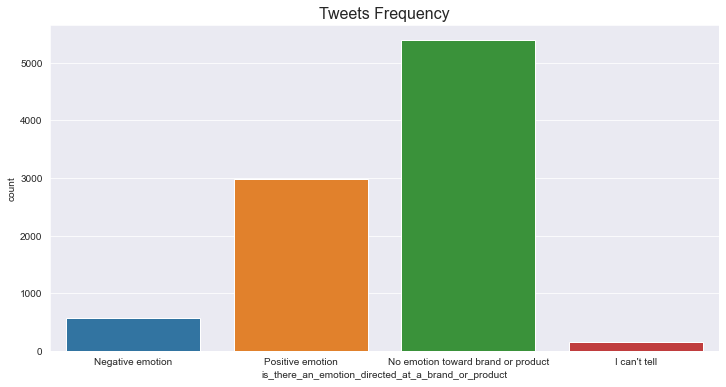 Tweets Frequency
5000
4000
3000
2000
1000
0
count
Negative emotion
Positive emotion
No emotion toward brand or product
I can't tell
is_there_an_emotion_directed_at_a_brand_or_product